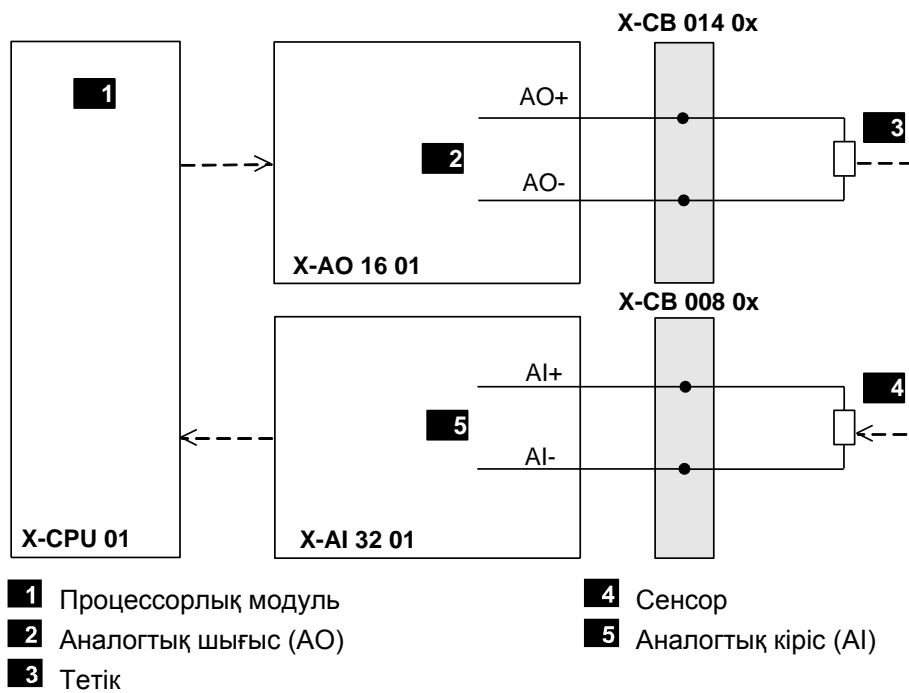 X-CB 014 0x
1
AO+
3
2
AO-
X-AO 16 01
X-CB 008 0x
AI+
4
5
AI-
X-CPU 01
X-AI 32 01
1 Процессорлық модуль
2 Аналогтық шығыс (AO)
3 Тетік
4 Сенсор
5 Аналогтық кіріс (AI)